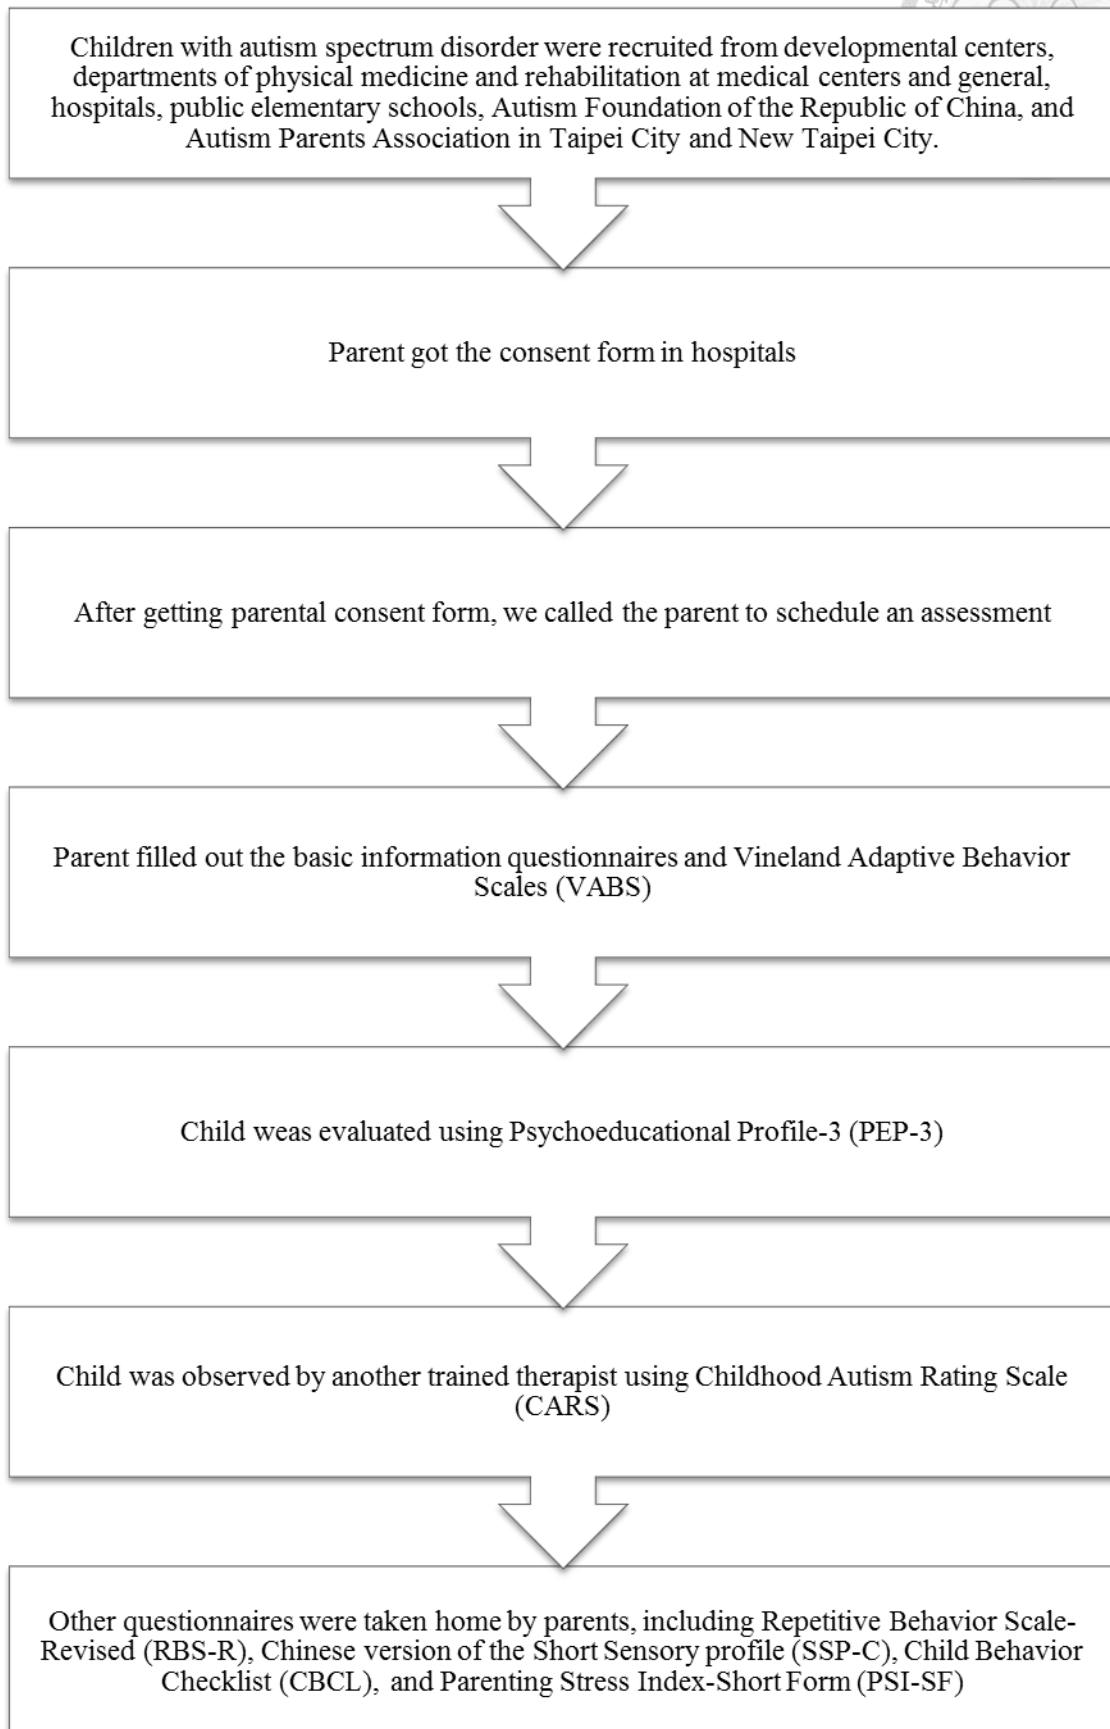 Children with autism spectrum disorder were recruited from developmental centers,
departments of physical medicine and rehabilitation at medical centers and general,
hospitals, public elementary schools, Autism Foundation of the Republic of China, and
Autism Parents Association in Taipei City and New Taipei City.
Parent got the consent form in hospitals
After getting parental consent form, we called the parent to schedule an assessment
Parent filled out the basic information questionnaires and Vineland Adaptive Behavior
Scales (VABS)
Child weas evaluated using Psychoeducational Profile-3 (PEP-3)
Child was observed by another trained therapist using Childhood Autism Rating Scale
(CARS)
Other questionnaires were taken home by parents, including Repetitive Behavior Scale-
Revised (RBS-R), Chinese version of the Short Sensory profile (SSP-C), Child Behavior
Checklist (CBCL), and Parenting Stress Index-Short Form (PSI-SF)